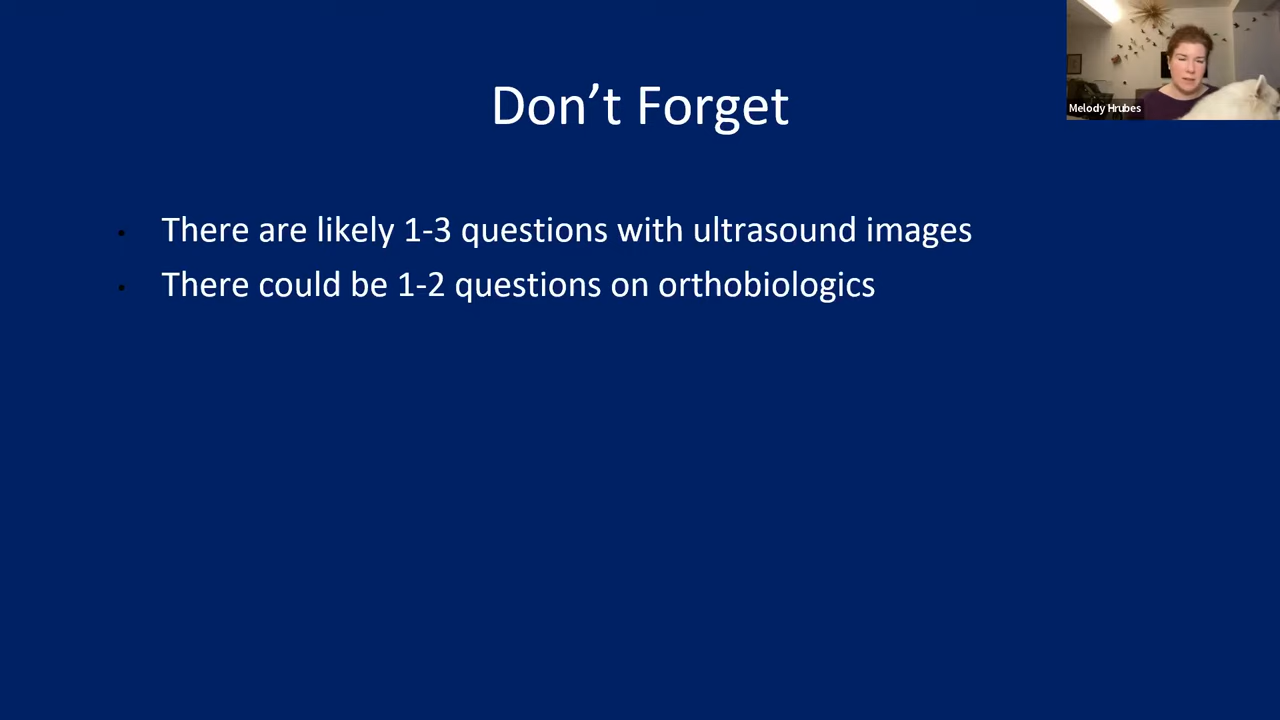 Don’t Forget
Melody Hrubes
• There are likely 1-3 questions with ultrasound images
• There could be 1-2 questions on orthobiologics